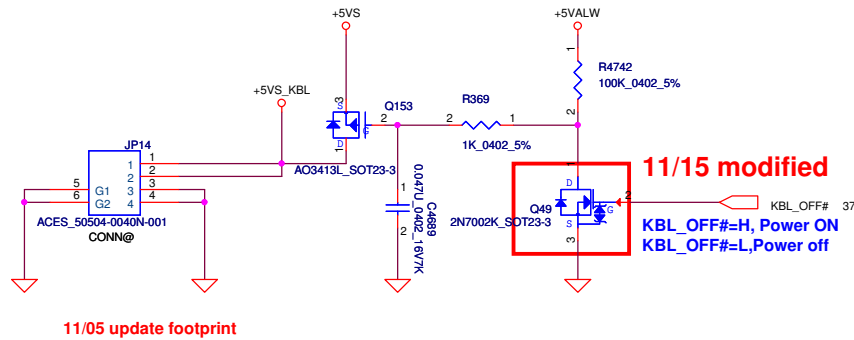 +5VS
+5VALW
+5VS_KBL
1
R4742
100K_0402_5%
2
3
S
G
D
1
Q153
2
AO3413L_SOT23-3
R369
2
1
1K_0402_5%
JP14
1
2
3
4
1
2
3
4
5
6
G1
G2
ACES_50504-0040N-001
CONN@
1
2
0.047U_0402_16V7K
C4689
1
D
G
S
3
2
Q49
2N7002K_SOT23-3
11/15 modified
KBL_OFF# 37
KBL_OFF#=H, Power ON
KBL_OFF#=L,Power off
11/05 update footprint